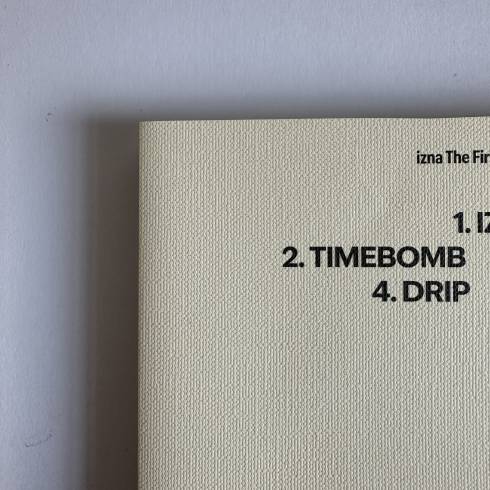 izna The Fir
1. IZ
2. TIMEBOMB
4. DRIP